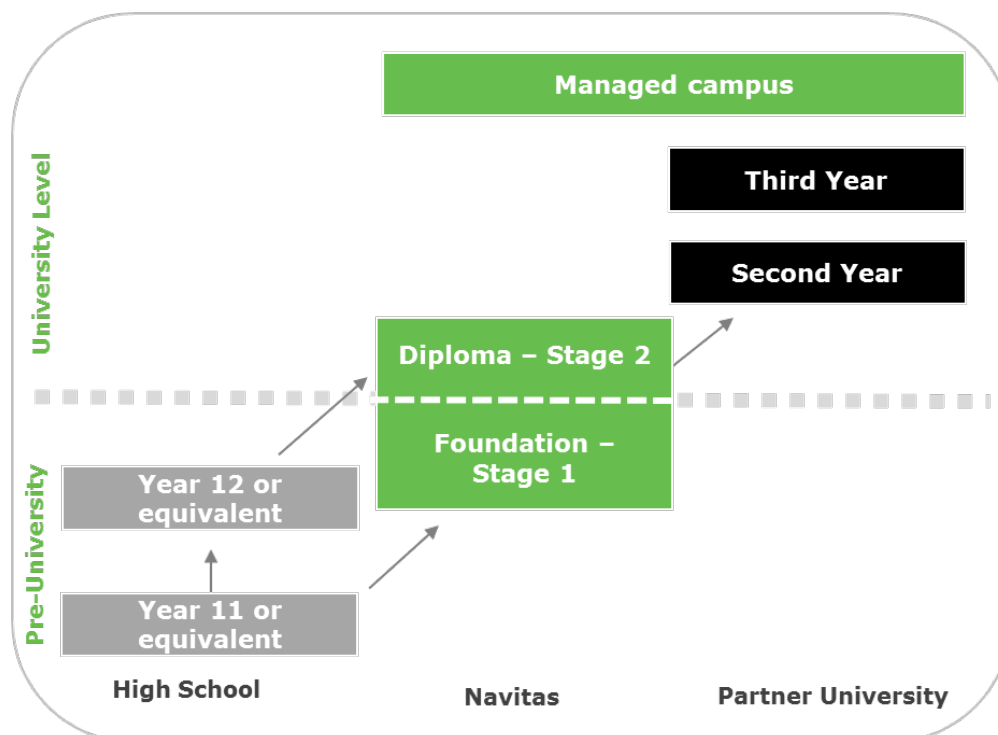 Managed campus
Third Year
Second Year
University Level
Diploma – Stage 2
Foundation –
Stage 1
Year 12 or
equivalent
Pre-University
Year 11 or
equivalent
High School
Navitas
Partner University